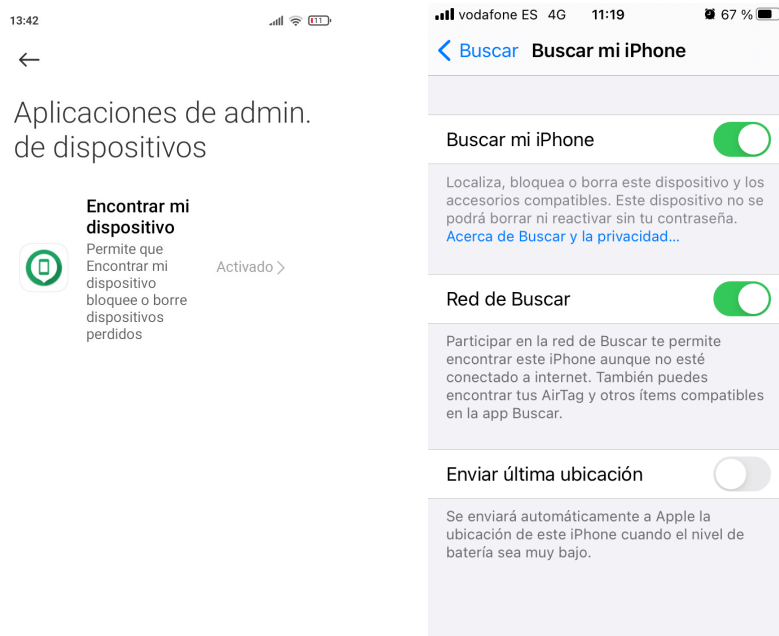 13:42
11
Aplicaciones de admin.
de dispositivos
Encontrar mi
dispositivo
Permite que
Encontrar mi
dispositivo
bloquee o borre
dispositivos
perdidos
Activado
vodafone ES 4G 11:19 67 %
Buscar Buscar mi iPhone
Buscar mi iPhone
Localiza, bloquea o borra este dispositivo y los
accesorios compatibles. Este dispositivo no se
podrá borrar ni reactivar sin tu contraseña.
Acerca de Buscar y la privacidad...
Red de Buscar
Participar en la red de Buscar te permite
encontrar este iPhone aunque no esté
conectado a internet. También puedes
encontrar tus AirTag y otros ítems compatibles
en la app Buscar.
Enviar última ubicación
Se enviará automáticamente a Apple la
ubicación de este iPhone cuando el nivel de
batería sea muy bajo.